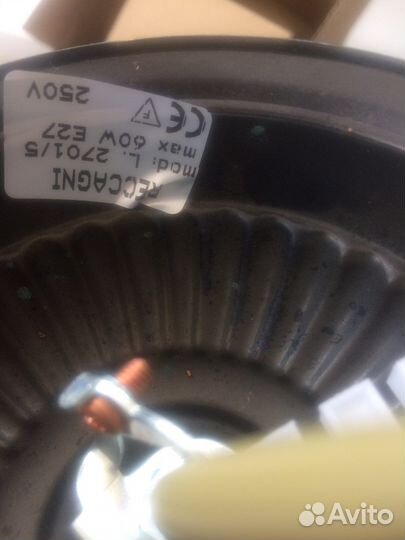 RECCAGNI
mod: L. 2701/5
max 60W E27
250V F CE
Avito